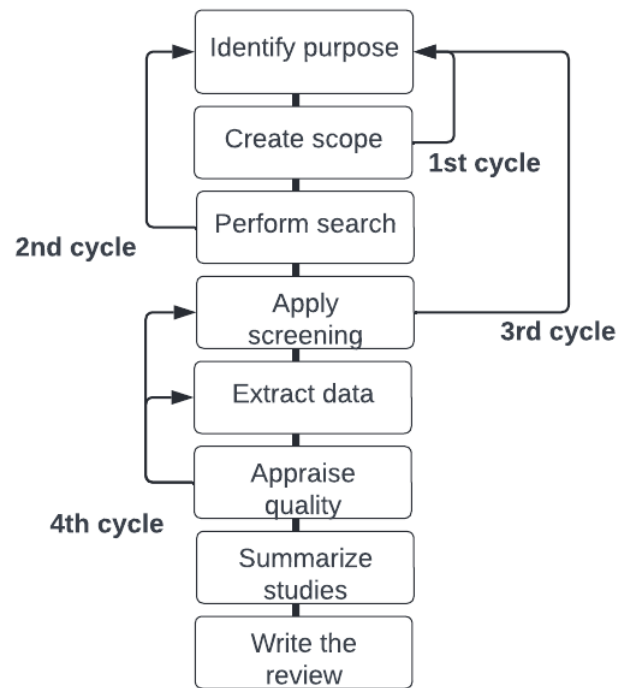 Identify purpose
Create scope
1st cycle
Perform search
2nd cycle
Apply
screening
3rd cycle
Extract data
Appraise
quality
4th cycle
Summarize
studies
Write the
review